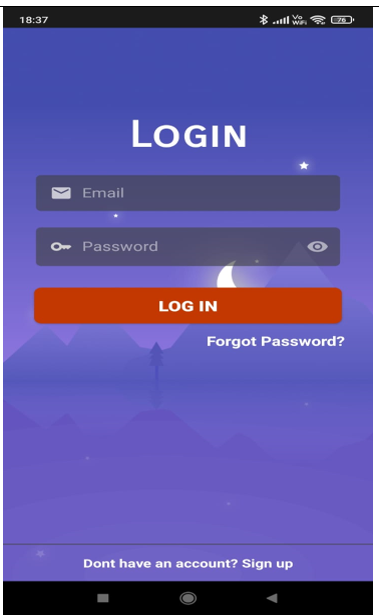 18:37
Vo
WiFi
76
LOGIN
Email
Password
LOG IN
Forgot Password?
Dont have an account? Sign up